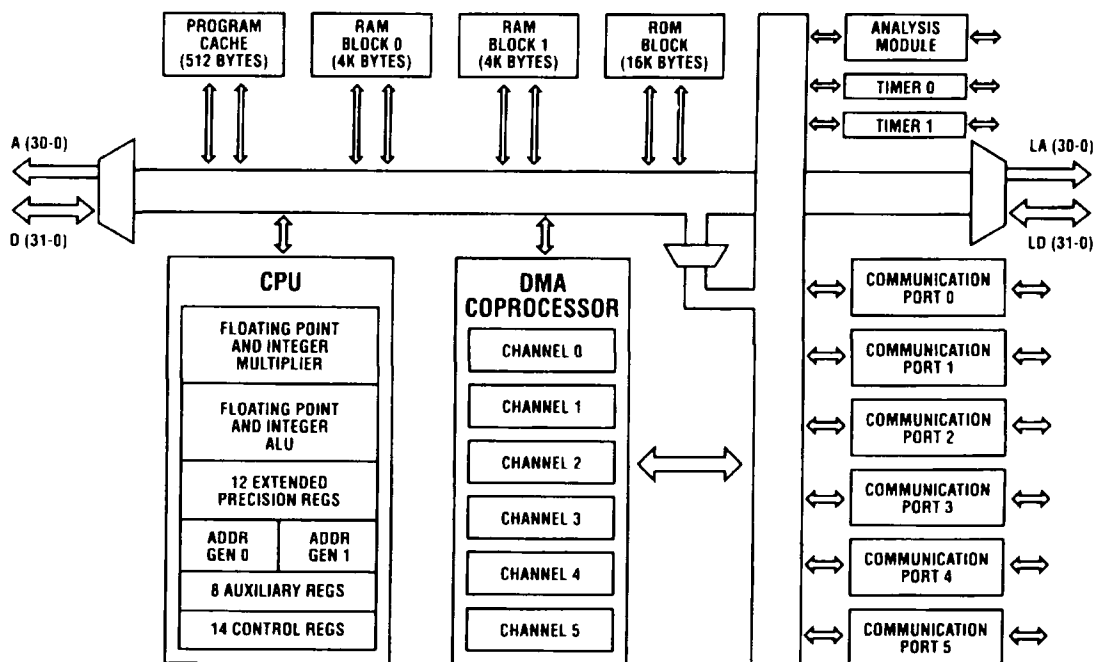 PROGRAM
CACHE
(512 BYTES)
RAM
BLOCK 0
(4K BYTES)
RAM
BLOCK 1
(4K BYTES)
ROM
BLOCK
(16K BYTES)
ANALYSIS
MODULE
TIMER 0
TIMER 1
A (30-0)
D (31-0)
LA (30-0)
LD (31-0)
CPU
FLOATING POINT
AND INTEGER
MULTIPLIER
FLOATING POINT
AND INTEGER
ALU
12 EXTENDED
PRECISION REGS
ADDR
GEN 0
ADDR
GEN 1
8 AUXILIARY REGS
14 CONTROL REGS
DMA
COPROCESSOR
CHANNEL 0
CHANNEL 1
CHANNEL 2
CHANNEL 3
CHANNEL 4
CHANNEL 5
COMMUNICATION
PORT 0
COMMUNICATION
PORT 1
COMMUNICATION
PORT 2
COMMUNICATION
PORT 3
COMMUNICATION
PORT 4
COMMUNICATION
PORT 5